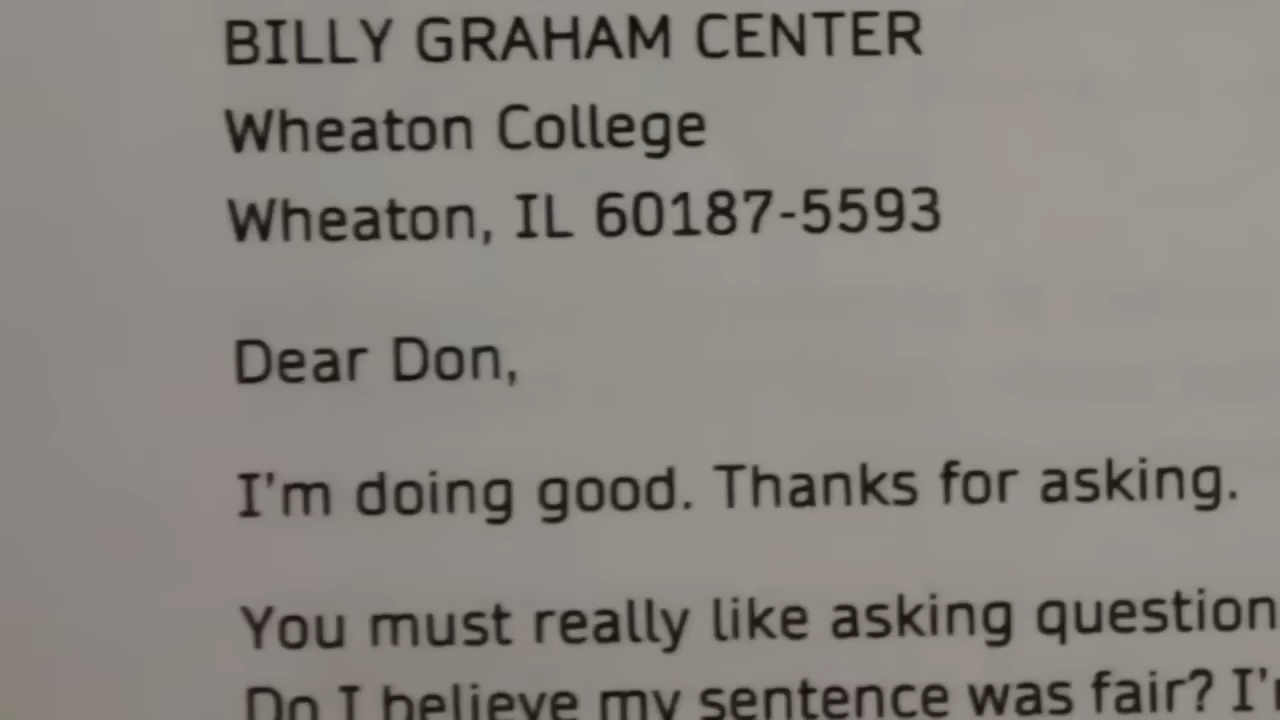 BILLY GRAHAM CENTER
Wheaton College
Wheaton, IL 60187-5593
Dear Don,
I'm doing good. Thanks for asking.
You must really like asking question
Do I believe my sentence was fair? I'